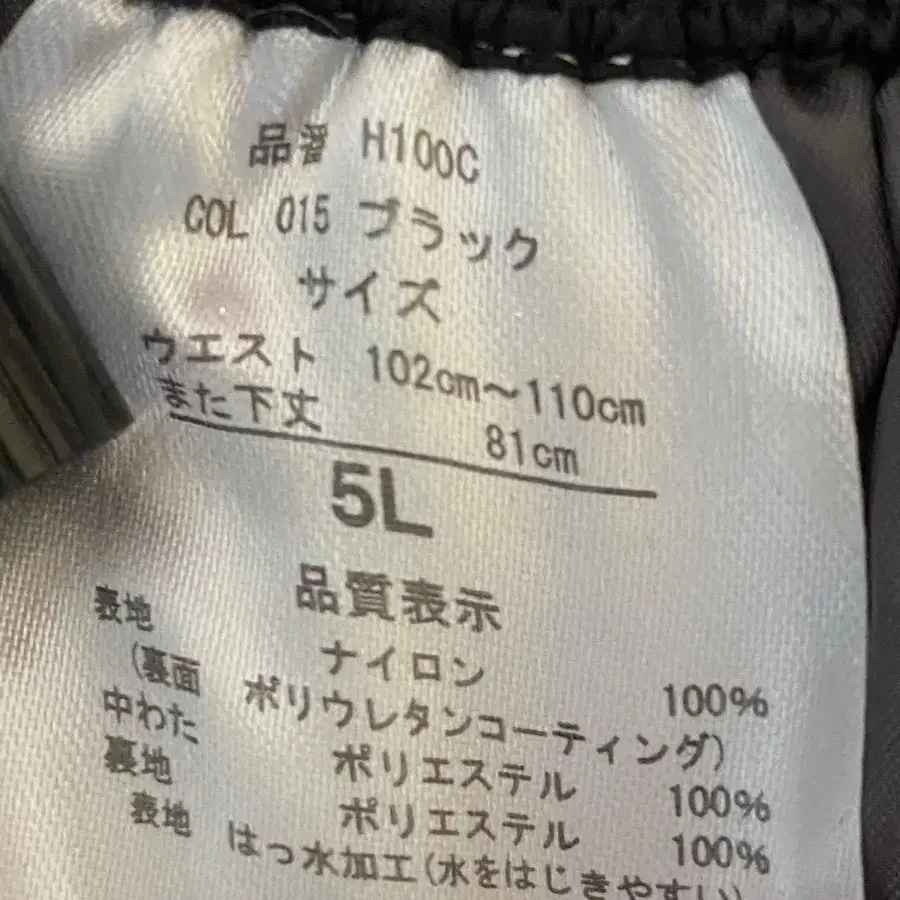 品番 H100C
COL 015 ブラック
サイズ
ウエスト 102cm〜110cm
また下丈 81cm
5L
品質表示
表地 ナイロン 100%
(裏面 ポリウレタンコーティング)
中わた ポリエステル 100%
裏地 ポリエステル 100%
表地 はっ水加工(水をはじきやすい)